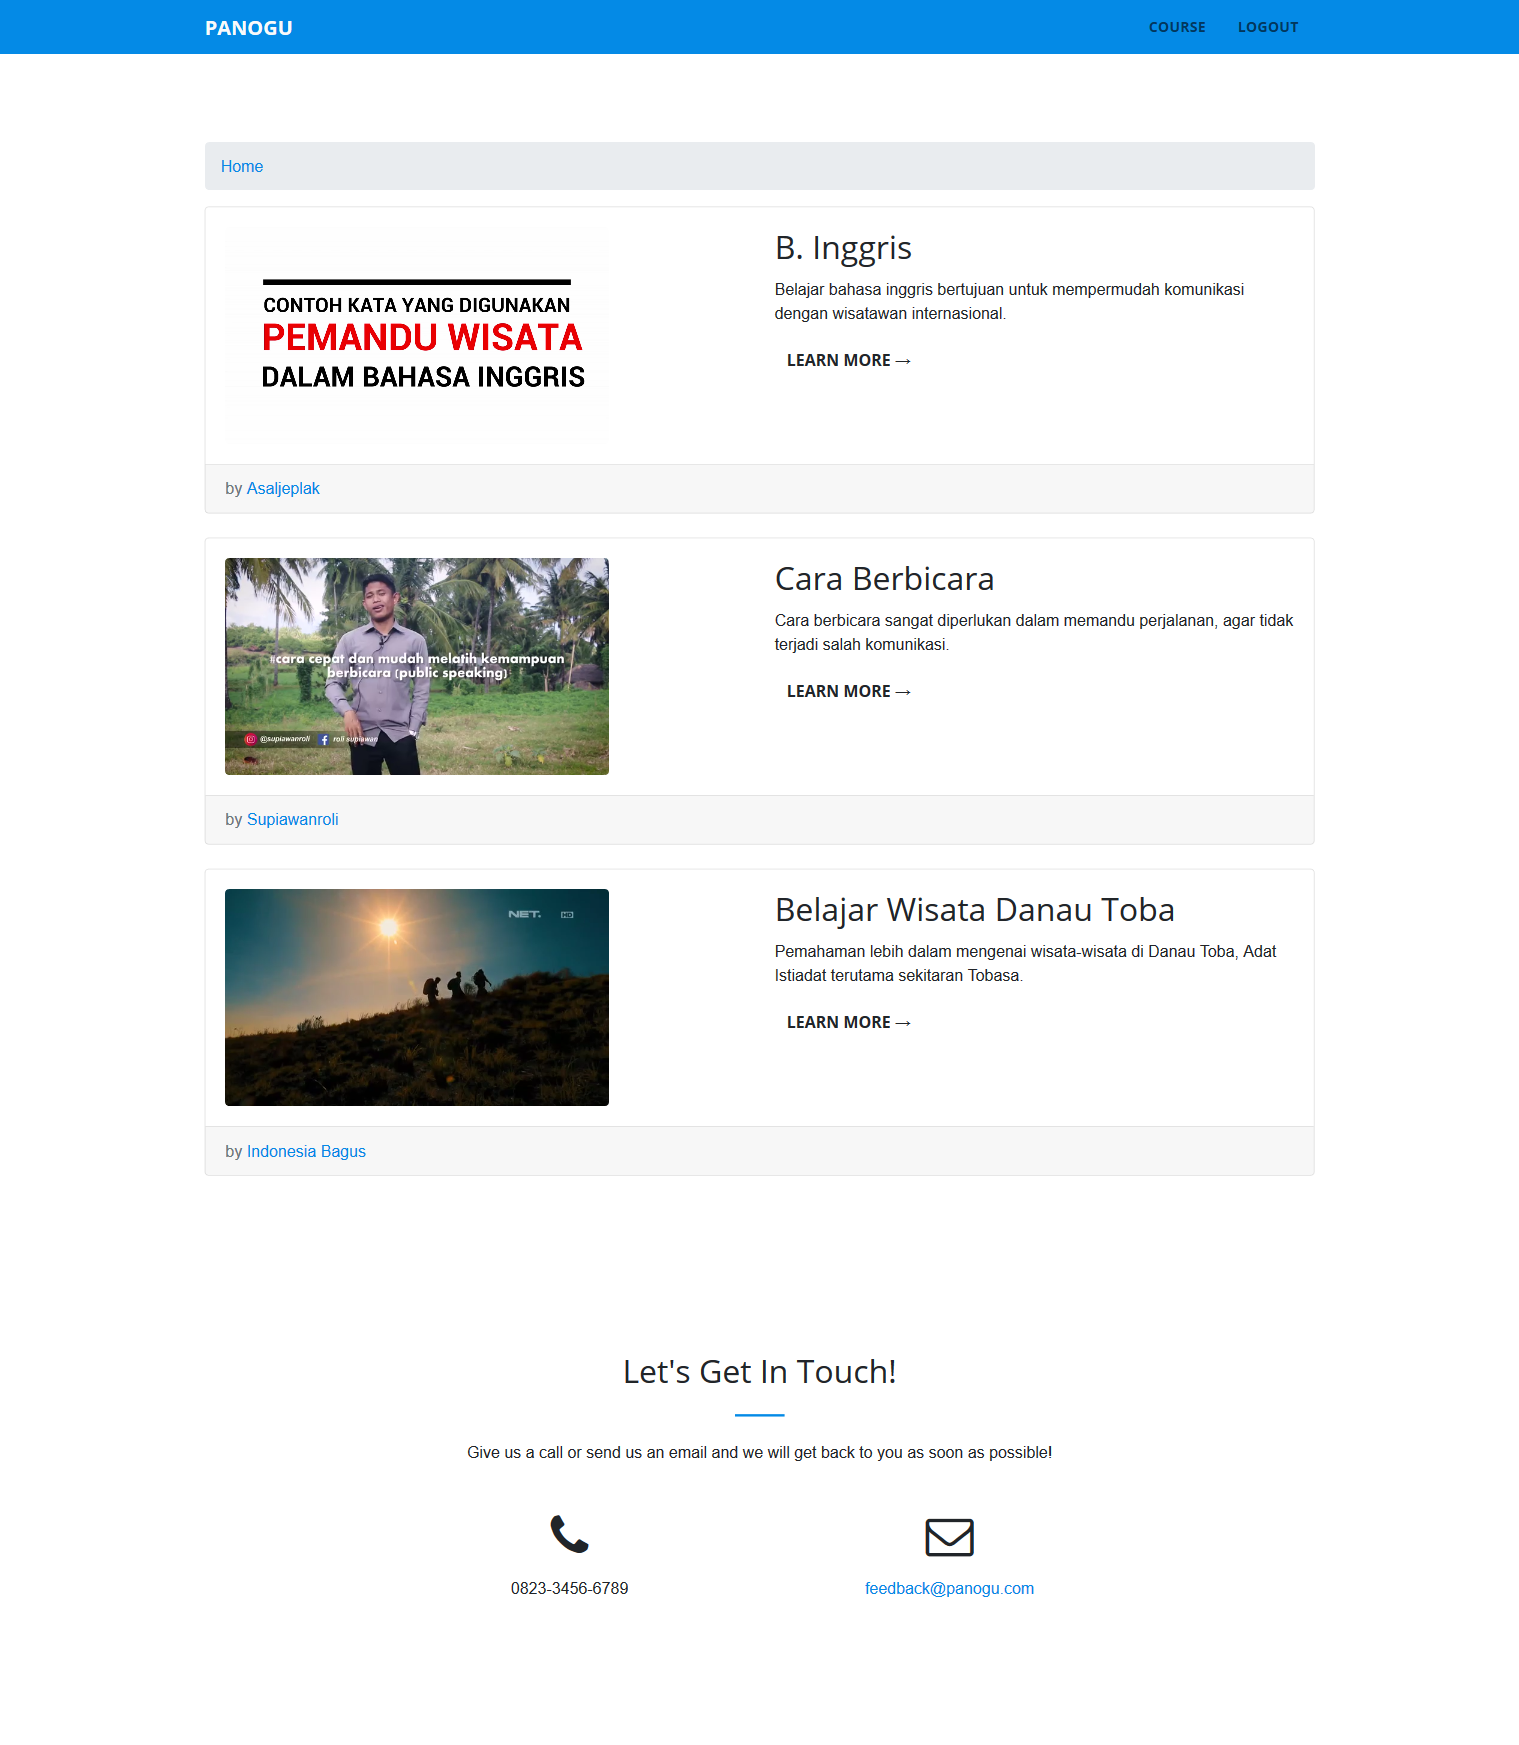 PANOGU
COURSE
LOGOUT
Home
CONTOH KATA YANG DIGUNAKAN
PEMANDU WISATA
DALAM BAHASA INGGRIS
B. Inggris
Belajar bahasa inggris bertujuan untuk mempermudah komunikasi
dengan wisatawan internasional.
LEARN MORE →
by Asaljeplak
#cara cepat dan mudah melatih kemampuan
berbicara (public speaking)
@supiawanroli
roli supiawan
Cara Berbicara
Cara berbicara sangat diperlukan dalam memandu perjalanan, agar tidak
terjadi salah komunikasi.
LEARN MORE →
by Supiawanroli
NET. HD
Belajar Wisata Danau Toba
Pemahaman lebih dalam mengenai wisata-wisata di Danau Toba, Adat
Istiadat terutama sekitaran Tobasa.
LEARN MORE →
by Indonesia Bagus
Let's Get In Touch!
Give us a call or send us an email and we will get back to you as soon as possible!
0823-3456-6789
feedback@panogu.com